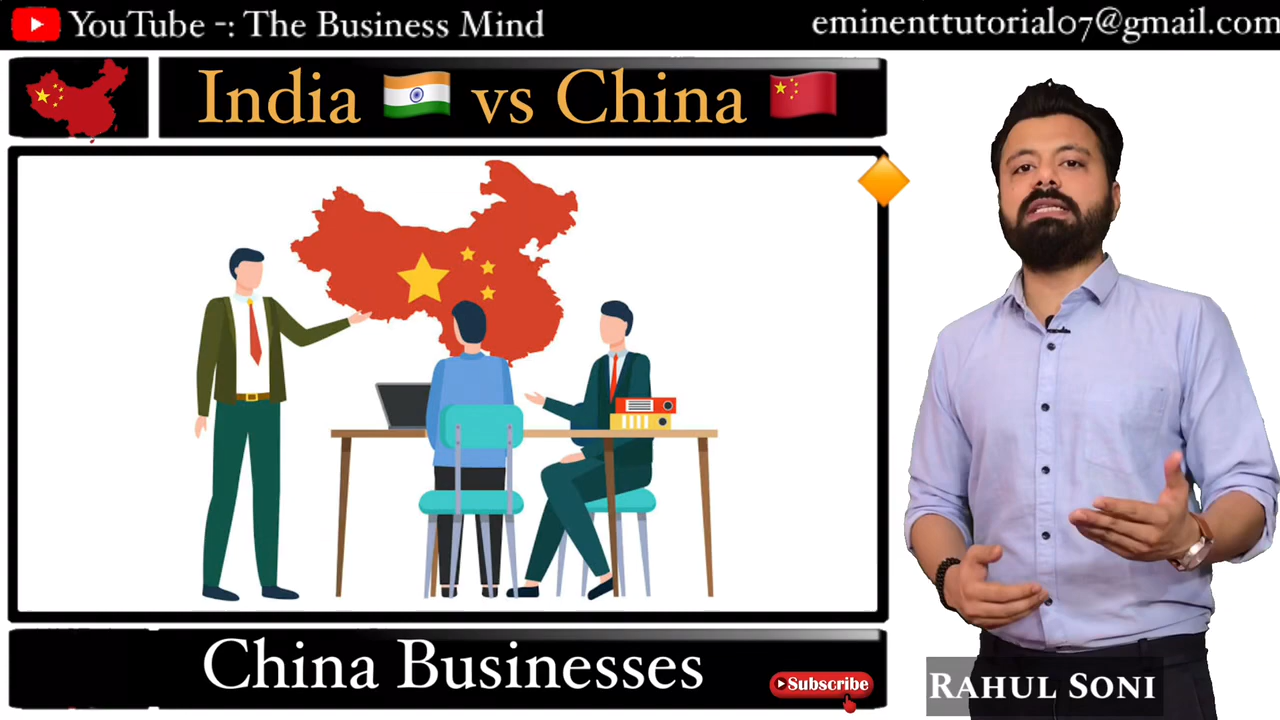 YouTube -: The Business Mind
eminenttutorial07@gmail.com
India 🇮🇳 vs China 🇨🇳
China Businesses
Subscribe
Rahul Soni